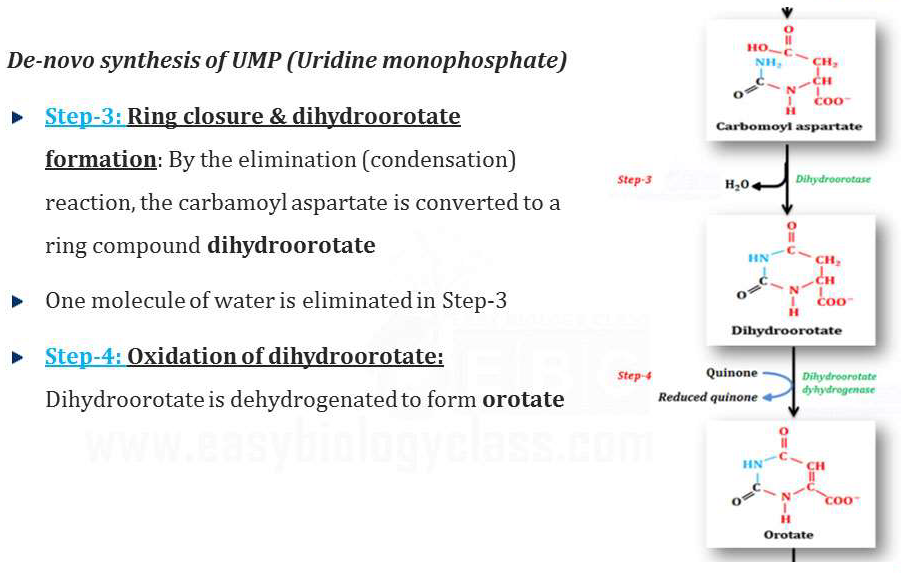 De-novo synthesis of UMP (Uridine monophosphate)
Step-3: Ring closure & dihydroorotate
formation: By the elimination (condensation)
reaction, the carbamoyl aspartate is converted to a
ring compound dihydroorotate
One molecule of water is eliminated in Step-3
Step-4: Oxidation of dihydroorotate:
Dihydroorotate is dehydrogenated to form orotate
www.easybiologyclass.com
O
HO
C
NH₂
CH₂
C
CH
O
N
COO⁻
H
Carbomoyl aspartate
Step-3
H₂O
Dihydroorotase
O
C
HN
CH₂
C
CH
O
N
COO⁻
H
Dihydroorotate
Step-4
Quinone
Reduced quinone
Dihydroorotate
dyhydrogenase
O
C
HN
CH
C
C
O
N
COO⁻
H
Orotate